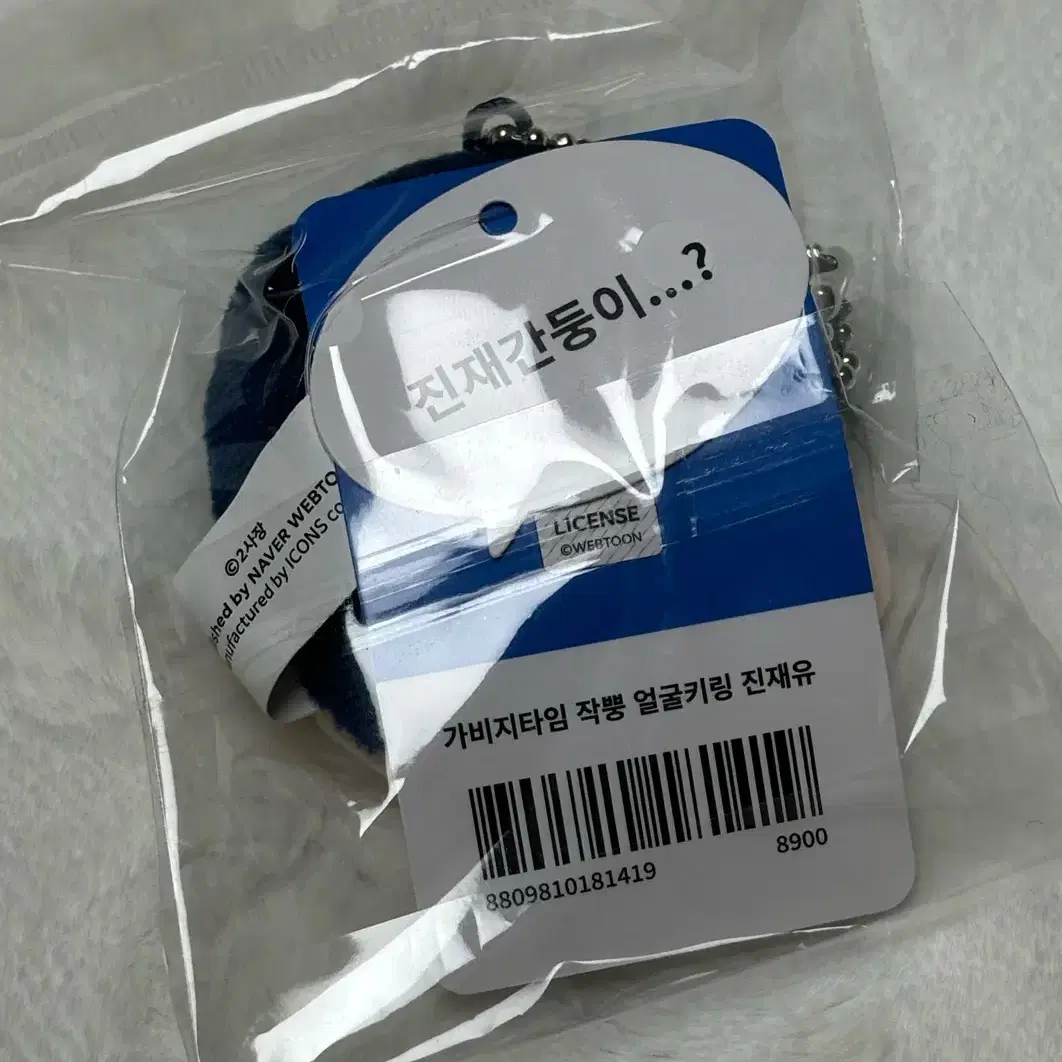 진재간둥이...?
LiCENSE
©WEBTOON
©2사장
shed by NAVER WEBTO
nufactured by ICONS co
가비지타임 작뿡 얼굴키링 진재유
8809810181419
8900